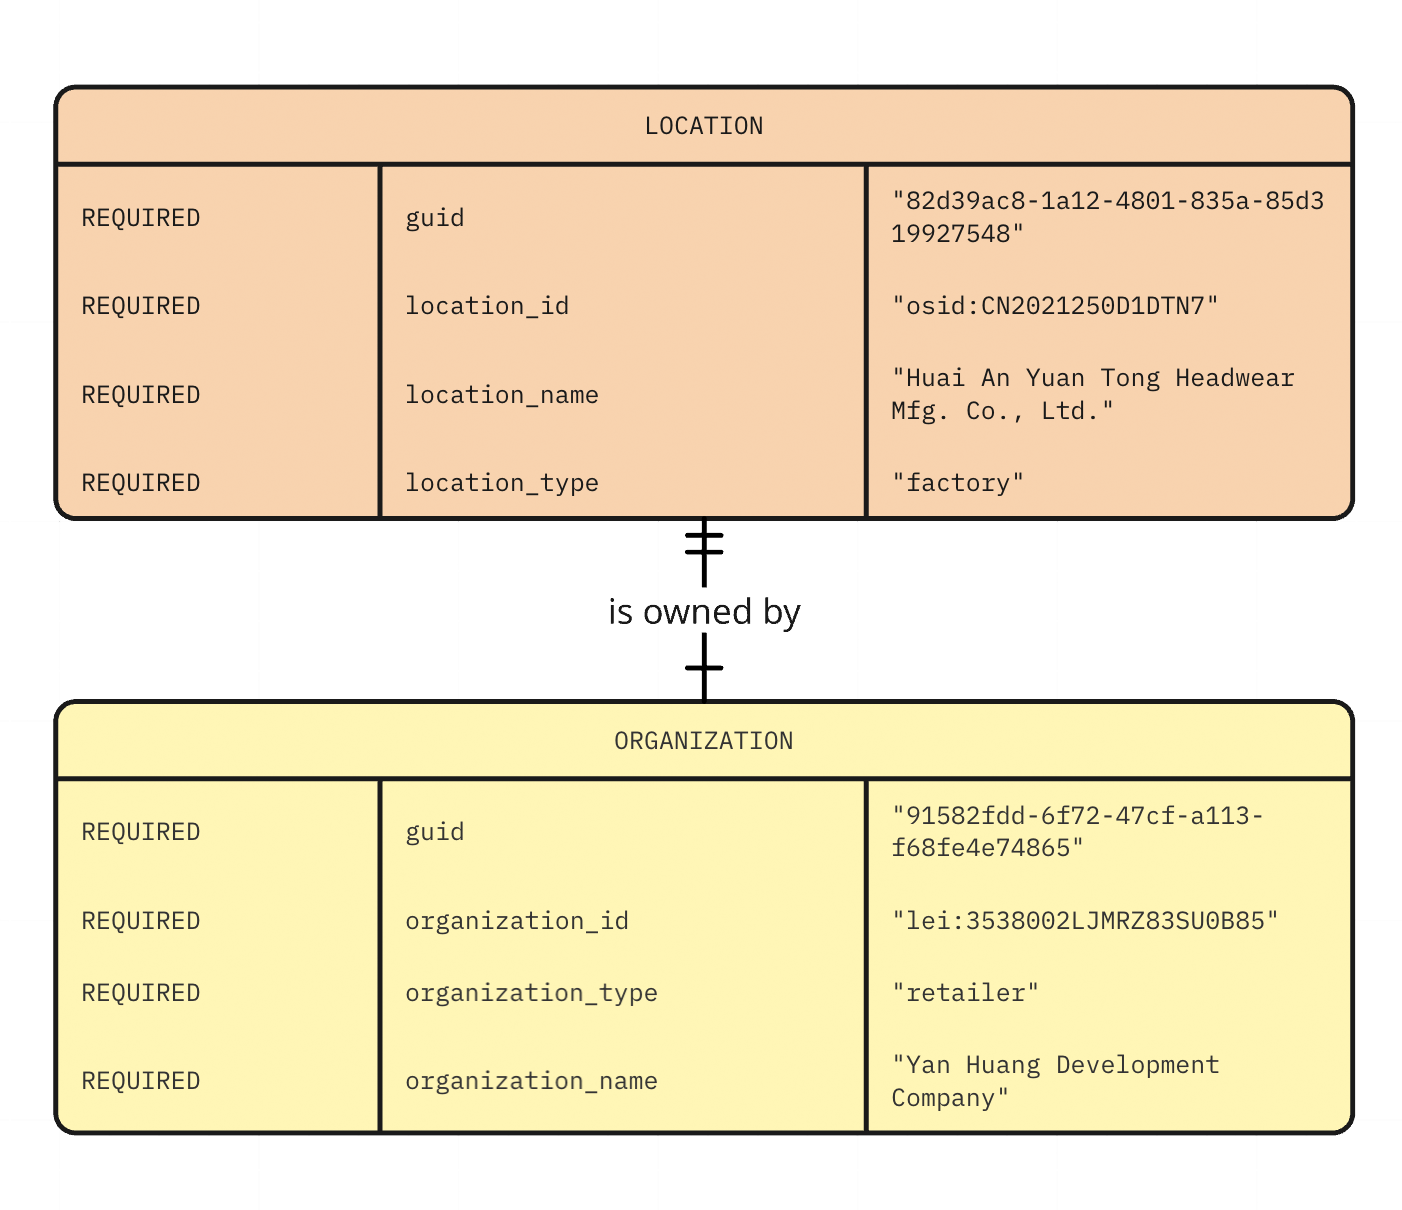 LOCATION
REQUIRED guid "82d39ac8-1a12-4801-835a-85d3
19927548"
REQUIRED location_id "osid:CN2021250D1DTN7"
REQUIRED location_name "Huai An Yuan Tong Headwear
Mfg. Co., Ltd."
REQUIRED location_type "factory"
is owned by
ORGANIZATION
REQUIRED guid "91582fdd-6f72-47cf-a113-
f68fe4e74865"
REQUIRED organization_id "lei:3538002LJMRZ83SU0B85"
REQUIRED organization_type "retailer"
REQUIRED organization_name "Yan Huang Development
Company"